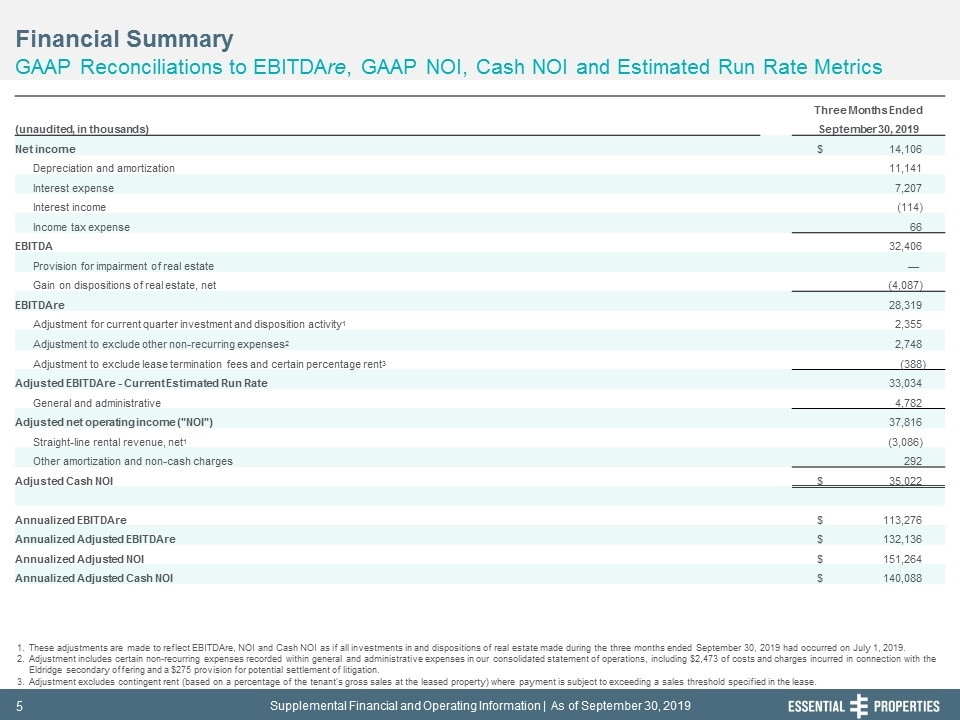 Financial Summary
GAAP Reconciliations to EBITDAre, GAAP NOI, Cash NOI and Estimated Run Rate Metrics
Three Months Ended
(unaudited, in thousands) September 30, 2019
Net income $ 14,106
Depreciation and amortization 11,141
Interest expense 7,207
Interest income (114)
Income tax expense 66
EBITDA 32,406
Provision for impairment of real estate —
Gain on dispositions of real estate, net (4,087)
EBITDAre 28,319
Adjustment for current quarter investment and disposition activity1 2,355
Adjustment to exclude other non-recurring expenses2 2,748
Adjustment to exclude lease termination fees and certain percentage rent3 (388)
Adjusted EBITDAre - Current Estimated Run Rate 33,034
General and administrative 4,782
Adjusted net operating income ("NOI") 37,816
Straight-line rental revenue, net1 (3,086)
Other amortization and non-cash charges 292
Adjusted Cash NOI $ 35,022
Annualized EBITDAre $ 113,276
Annualized Adjusted EBITDAre $ 132,136
Annualized Adjusted NOI $ 151,264
Annualized Adjusted Cash NOI $ 140,088
1. These adjustments are made to reflect EBITDAre, NOI and Cash NOI as if all investments in and dispositions of real estate made during the three months ended September 30, 2019 had occurred on July 1, 2019.
2. Adjustment includes certain non-recurring expenses recorded within general and administrative expenses in our consolidated statement of operations, including $2,473 of costs and charges incurred in connection with the
Eldridge secondary offering and a $275 provision for potential settlement of litigation.
3. Adjustment excludes contingent rent (based on a percentage of the tenant's gross sales at the leased property) where payment is subject to exceeding a sales threshold specified in the lease.
5 Supplemental Financial and Operating Information | As of September 30, 2019 ESSENTIAL PROPERTIES